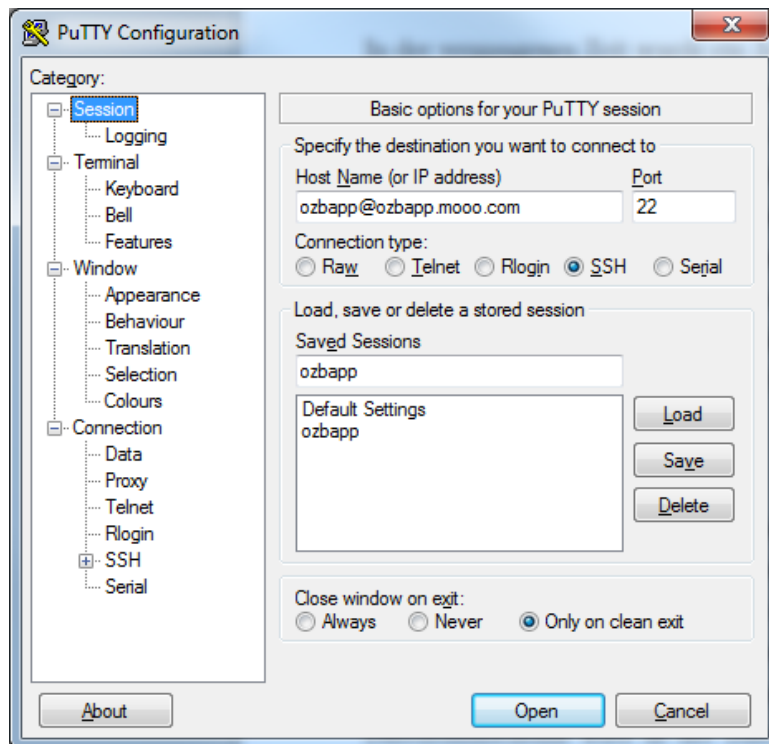 PuTTY Configuration
Category:
Session
Logging
Terminal
Keyboard
Bell
Features
Window
Appearance
Behaviour
Translation
Selection
Colours
Connection
Data
Proxy
Telnet
Rlogin
SSH
Serial
Basic options for your PuTTY session
Specify the destination you want to connect to
Host Name (or IP address) Port
ozbapp@ozbapp.mooo.com 22
Connection type:
Raw Telnet Rlogin SSH Serial
Load, save or delete a stored session
Saved Sessions
ozbapp
Default Settings
ozbapp
Load
Save
Delete
Close window on exit:
Always Never Only on clean exit
About Open Cancel